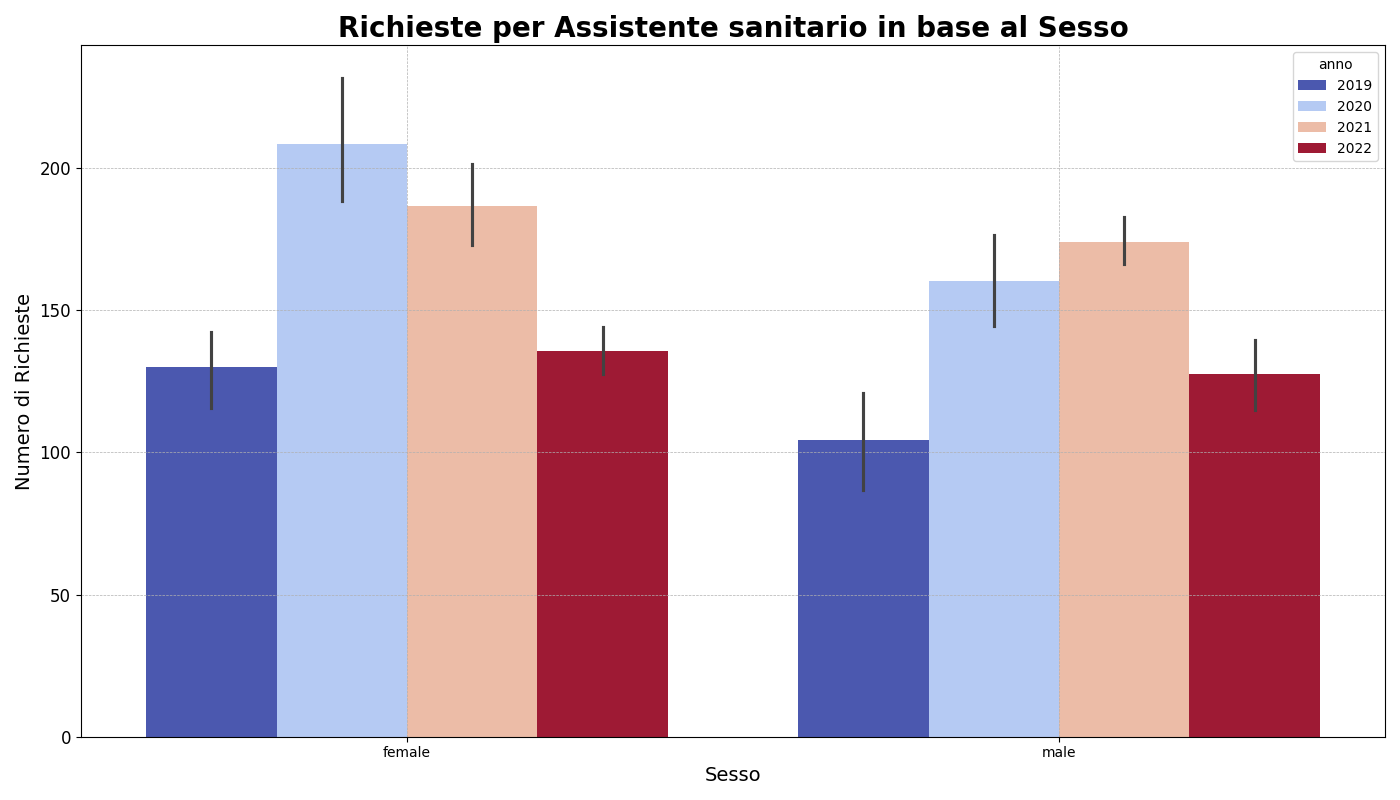 Richieste per Assistente sanitario in base al Sesso
anno
2019
2020
2021
2022
Numero di Richieste
200
150
100
50
0
female
male
Sesso